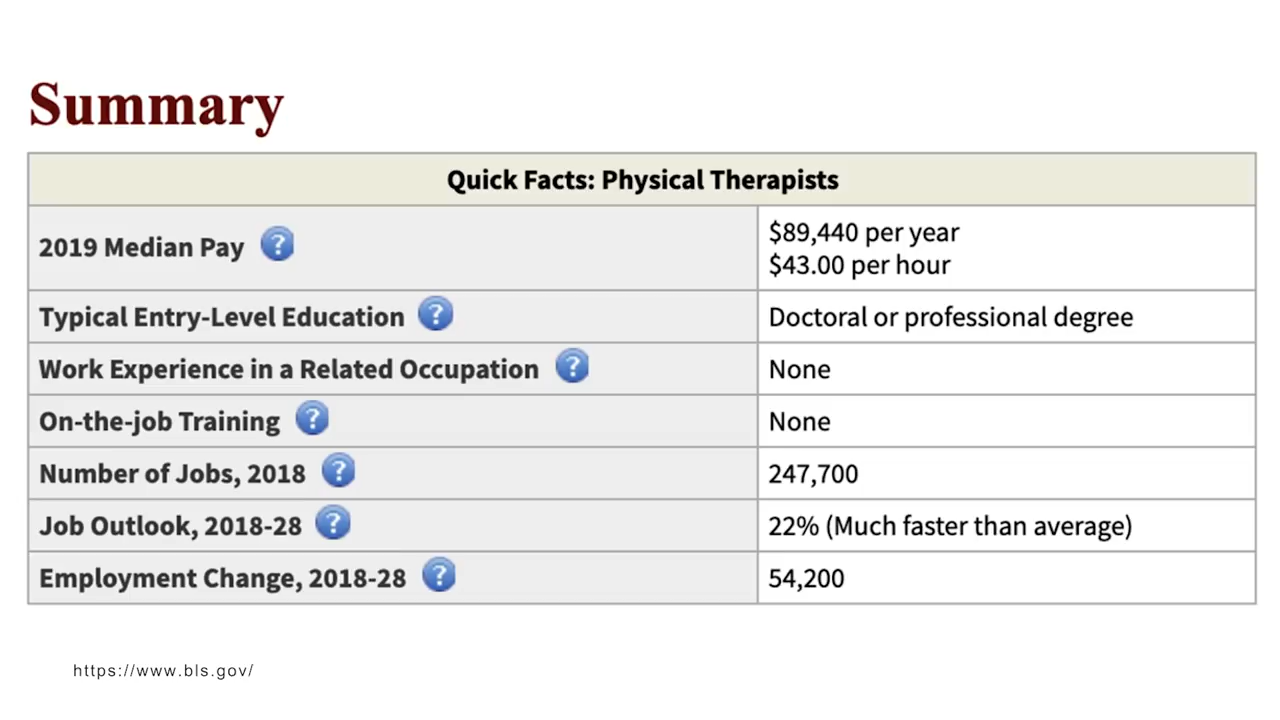 Summary
Quick Facts: Physical Therapists
2019 Median Pay ?
$89,440 per year
$43.00 per hour
Typical Entry-Level Education ?
Doctoral or professional degree
Work Experience in a Related Occupation ?
None
On-the-job Training ?
None
Number of Jobs, 2018 ?
247,700
Job Outlook, 2018-28 ?
22% (Much faster than average)
Employment Change, 2018-28 ?
54,200
https://www.bls.gov/